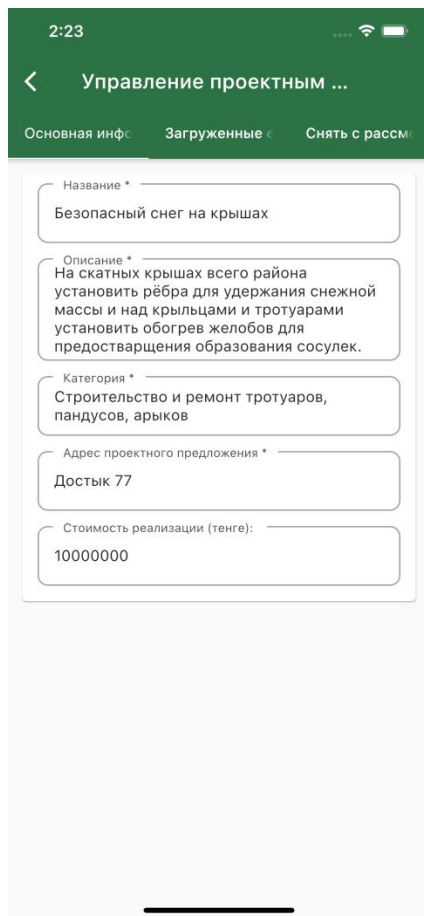 2:23
Управление проектным ...
Основная инфо
Загруженные
Снять с рассм
Название *
Безопасный снег на крышах
Описание *
На скатных крышах всего района
установить рёбра для удержания снежной
массы и над крыльцами и тротуарами
установить обогрев желобов для
предостварщения образования сосулек.
Категория *
Строительство и ремонт тротуаров,
пандусов, арыков
Адрес проектного предложения *
Достык 77
Стоимость реализации (тенге):
10000000